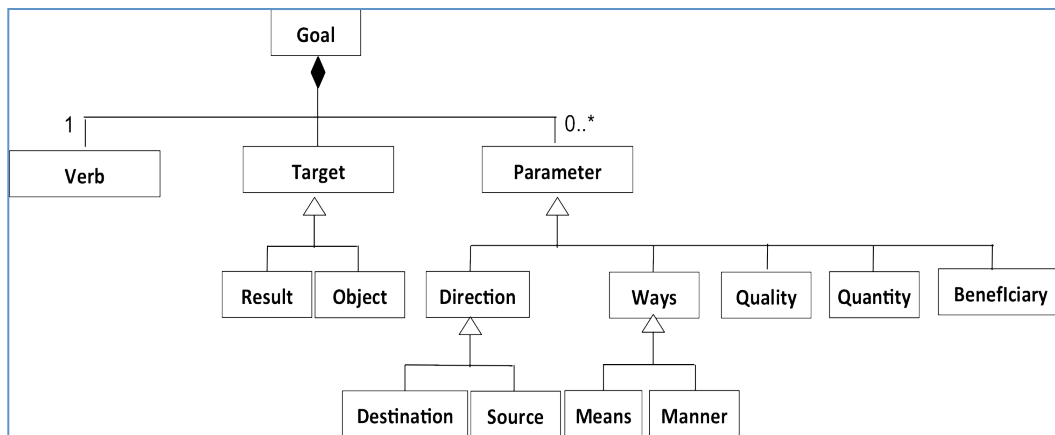 Goal
1
0..*
Verb
Target
Parameter
Result
Object
Direction
Ways
Quality
Quantity
BenefIciary
Destination
Source
Means
Manner